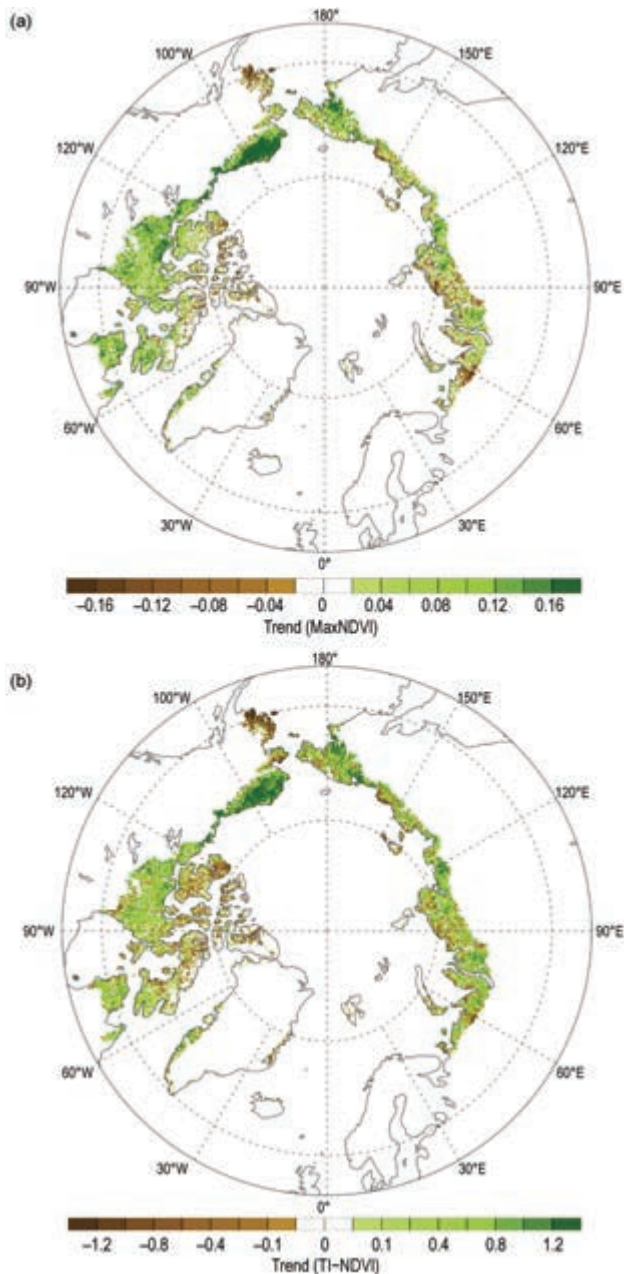 (a)
180°
100°W
150°E
120°W
120°E
90°W
90°E
60°W
60°E
30°W
30°E
0°
−0.16 −0.12 −0.08 −0.04 0 0.04 0.08 0.12 0.16
Trend (MaxNDVI)
(b)
180°
100°W
150°E
120°W
120°E
90°W
90°E
60°W
60°E
30°W
30°E
0°
−1.2 −0.8 −0.4 −0.1 0 0.1 0.4 0.8 1.2
Trend (TI−NDVI)